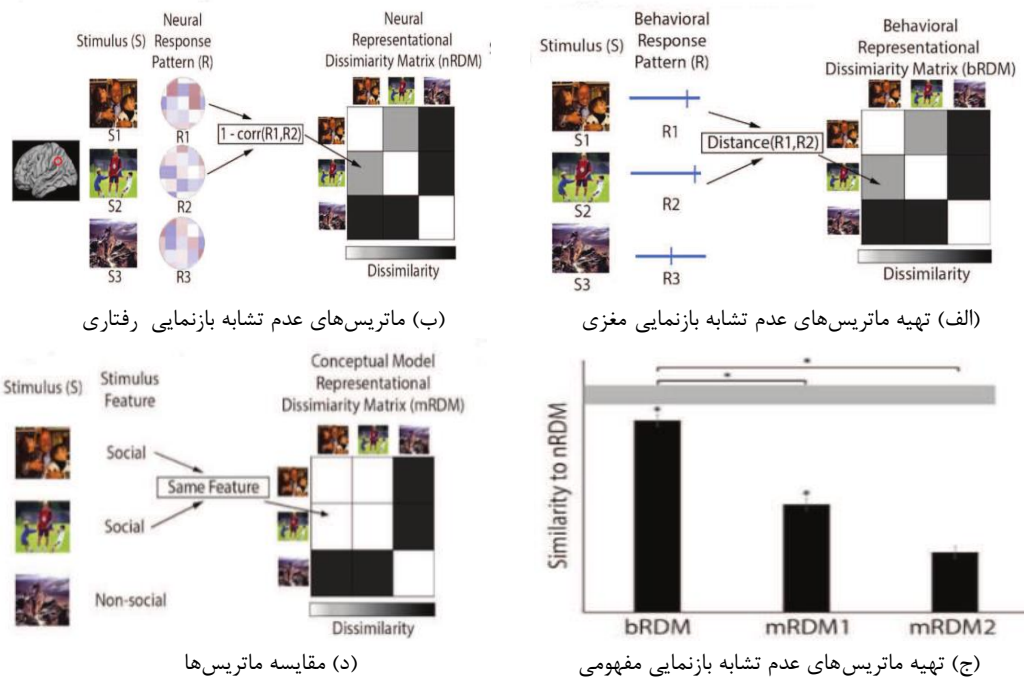 Stimulus (S)
Neural
Response
Pattern (R)
Neural
Representational
Dissimiarity Matrix (nRDM)
S1
R1
1 - corr(R1,R2)
S2
R2
S3
R3
Dissimilarity
(ب) ماتریس‌های عدم تشابه بازنمایی رفتاری
Stimulus (S)
Behavioral
Response
Pattern (R)
Behavioral
Representational
Dissimiarity Matrix (bRDM)
S1
R1
Distance(R1,R2)
S2
R2
S3
R3
Dissimilarity
(الف) تهیه ماتریس‌های عدم تشابه بازنمایی مغزی
Stimulus (S)
Stimulus
Feature
Conceptual Model
Representational
Dissimiarity Matrix (mRDM)
Social
Same Feature
Social
Non-social
Dissimilarity
(د) مقایسه ماتریس‌ها
Similarity to nRDM
*
*
*
*
bRDM mRDM1 mRDM2
(ج) تهیه ماتریس‌های عدم تشابه بازنمایی مفهومی